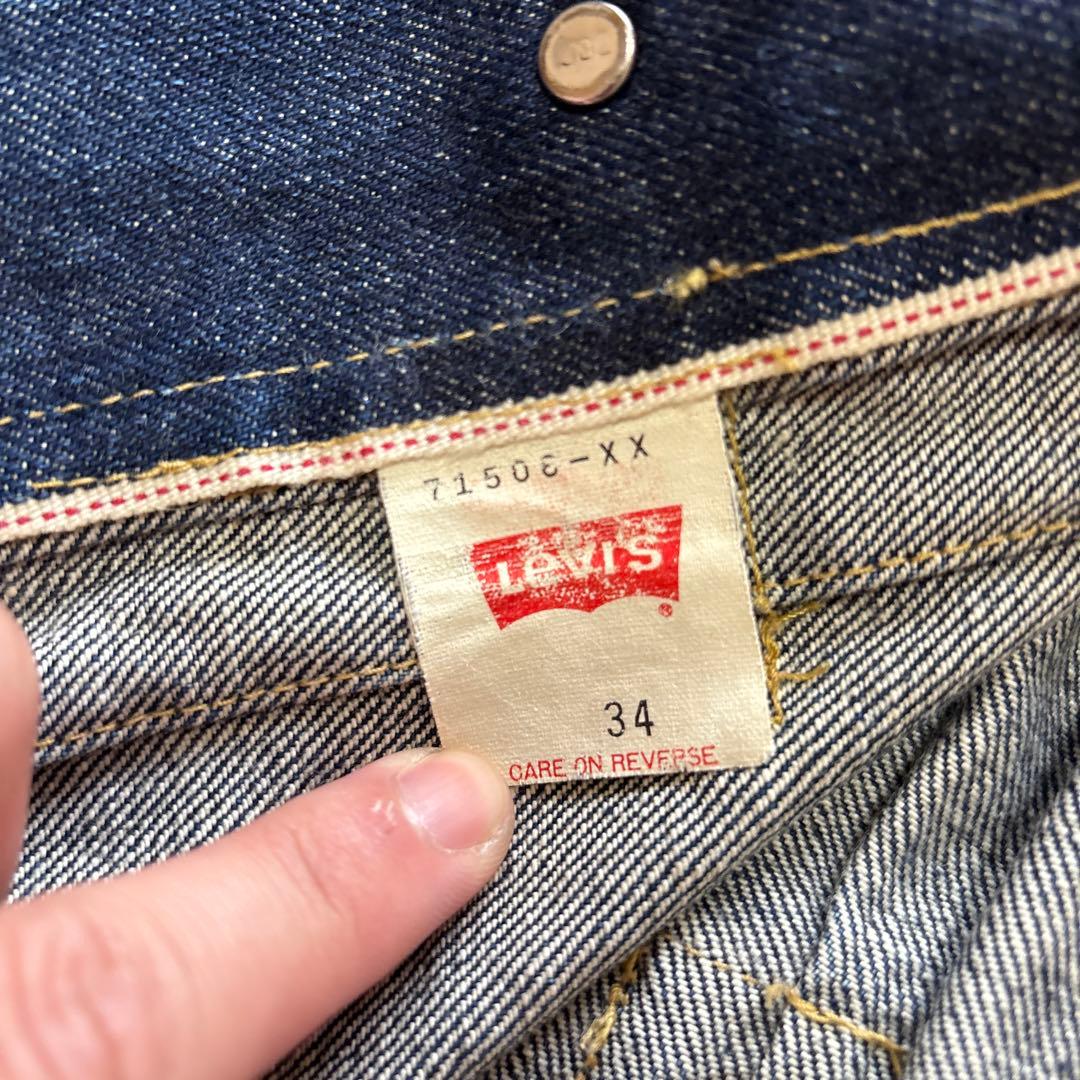 71506-XX
LEVI'S ®
34
CARE ON REVERSE